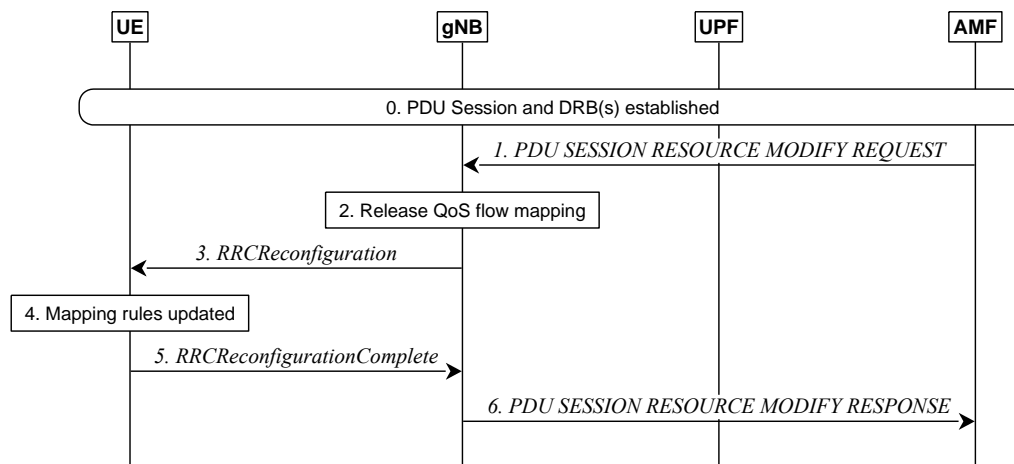 UE gNB UPF AMF
0. PDU Session and DRB(s) established
1. PDU SESSION RESOURCE MODIFY REQUEST
2. Release QoS flow mapping
3. RRCReconfiguration
4. Mapping rules updated
5. RRCReconfigurationComplete
6. PDU SESSION RESOURCE MODIFY RESPONSE